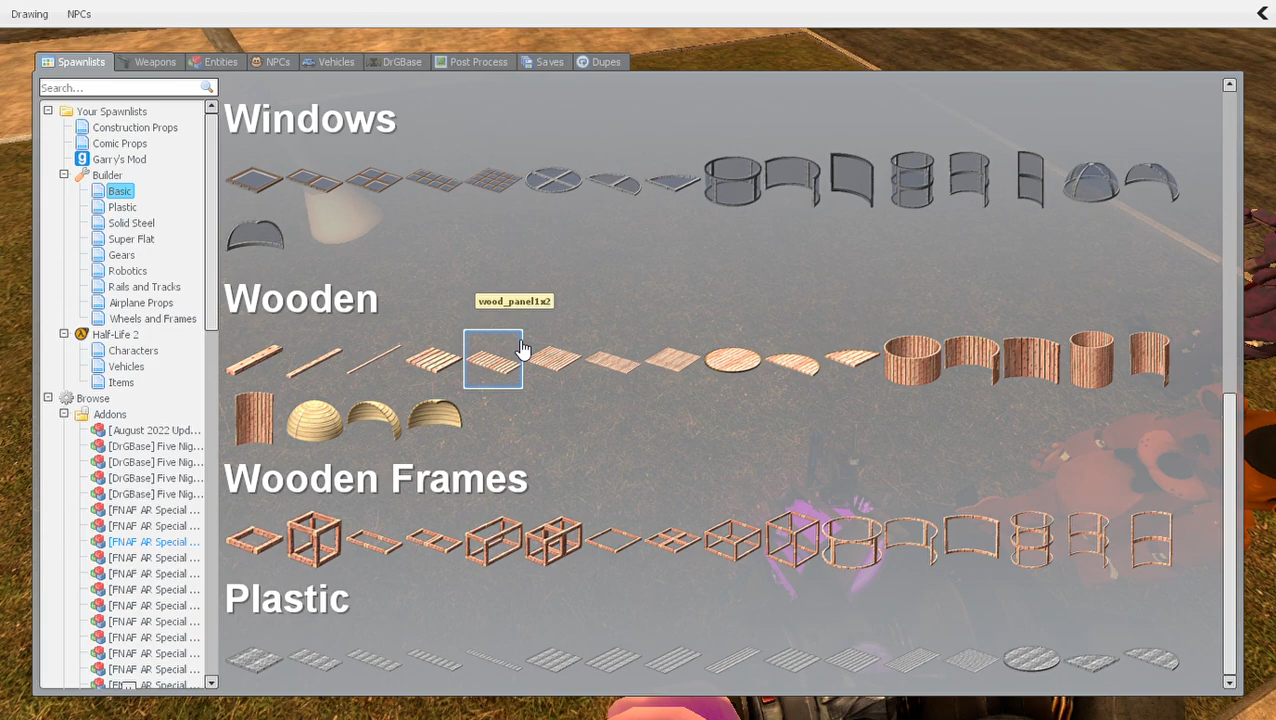 Drawing NPCs
Spawnlists Weapons Entities NPCs Vehicles DrGBase Post Process Saves Dupes
Search...
Your Spawnlists
Construction Props
Comic Props
Garry's Mod
Builder
Basic
Plastic
Solid Steel
Super Flat
Gears
Robotics
Rails and Tracks
Airplane Props
Wheels and Frames
Half-Life 2
Characters
Vehicles
Items
Browse
Addons
[August 2022 Upd...
[DrGBase] Five Nig...
[DrGBase] Five Nig...
[DrGBase] Five Nig...
[DrGBase] Five Nig...
[FNAF AR Special ...
[FNAF AR Special ...
[FNAF AR Special ...
[FNAF AR Special ...
[FNAF AR Special ...
[FNAF AR Special ...
[FNAF AR Special ...
[FNAF AR Special ...
[FNAF AR Special ...
[FNAF AR Special ...
[FNAF AR Special ...
AR Special ...
Windows
Wooden
wood_panel1x2
Wooden Frames
Plastic